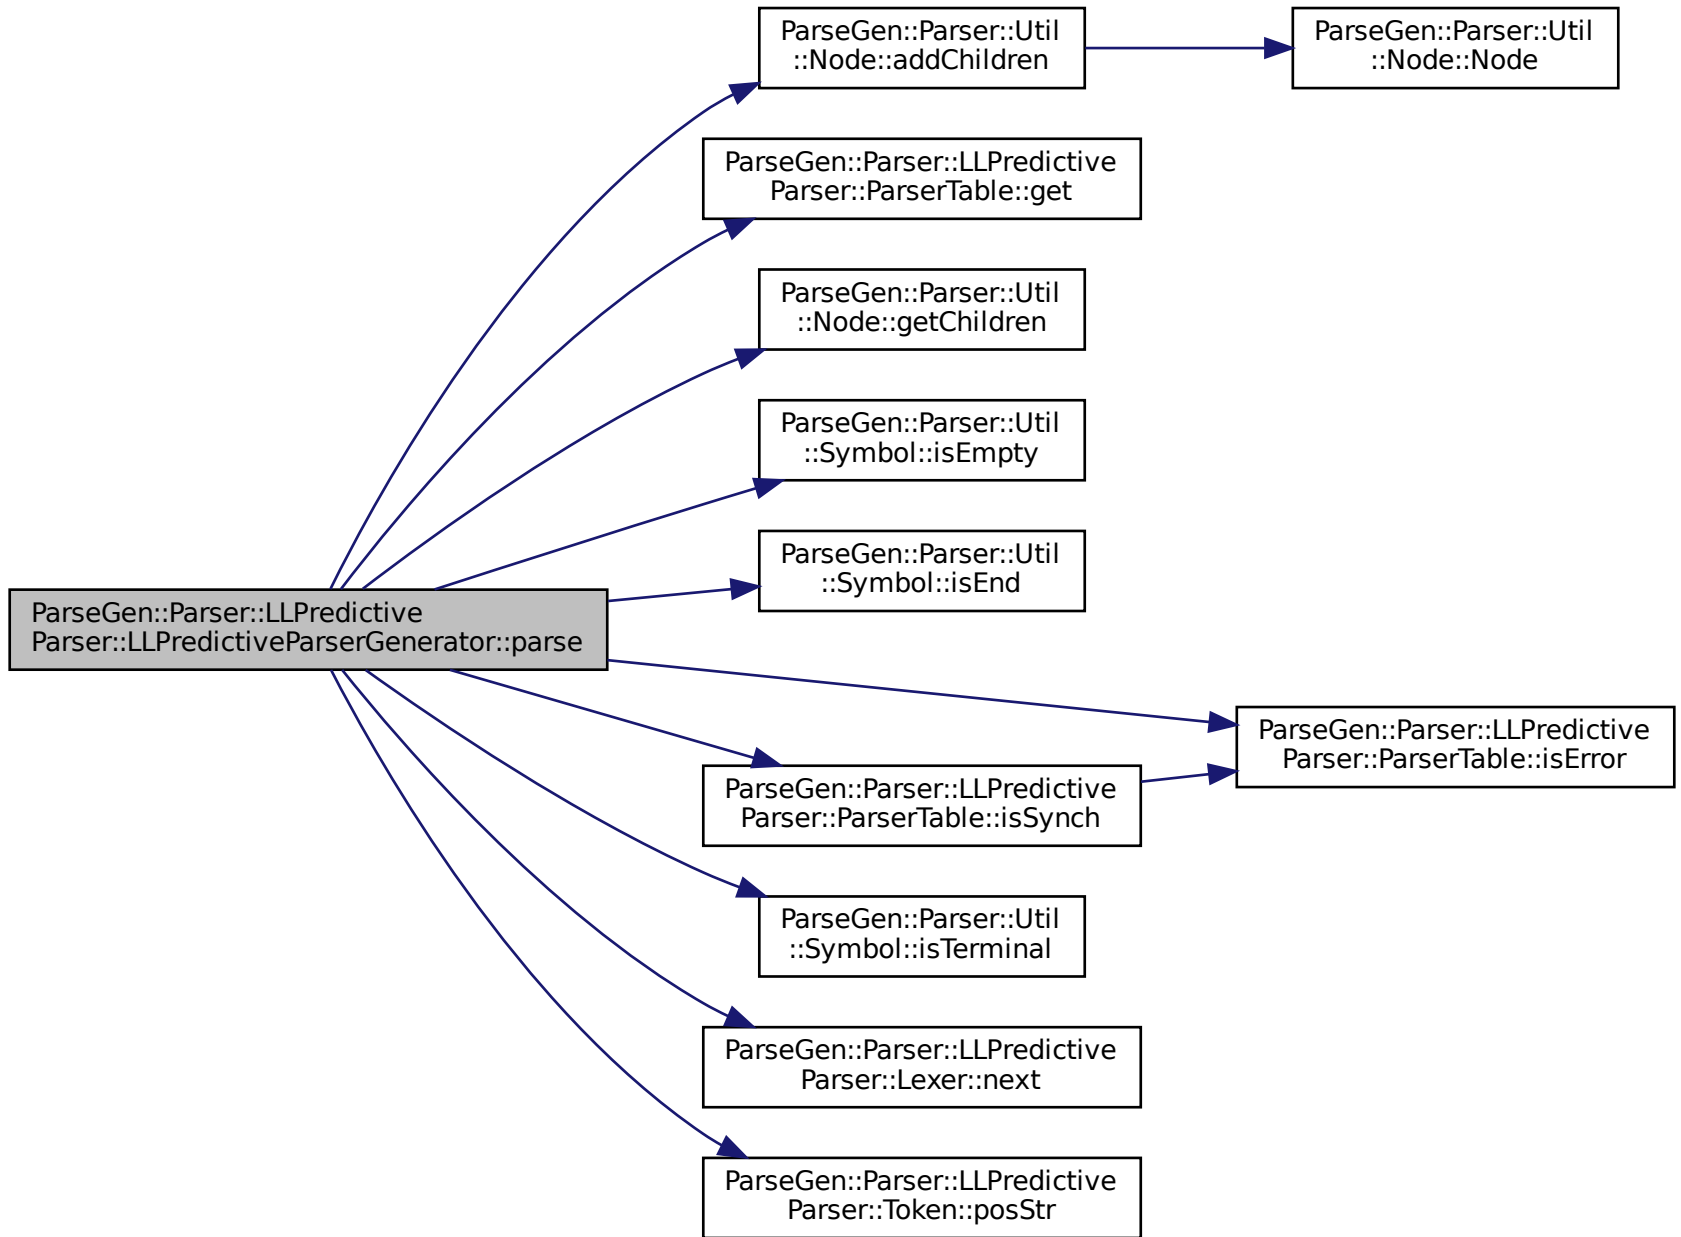 ParseGen::Parser::Util
::Node::addChildren
ParseGen::Parser::Util
::Node::Node
ParseGen::Parser::LLPredictive
Parser::ParserTable::get
ParseGen::Parser::Util
::Node::getChildren
ParseGen::Parser::Util
::Symbol::isEmpty
ParseGen::Parser::Util
::Symbol::isEnd
ParseGen::Parser::LLPredictive
Parser::LLPredictiveParserGenerator::parse
ParseGen::Parser::LLPredictive
Parser::ParserTable::isError
ParseGen::Parser::LLPredictive
Parser::ParserTable::isSynch
ParseGen::Parser::Util
::Symbol::isTerminal
ParseGen::Parser::LLPredictive
Parser::Lexer::next
ParseGen::Parser::LLPredictive
Parser::Token::posStr